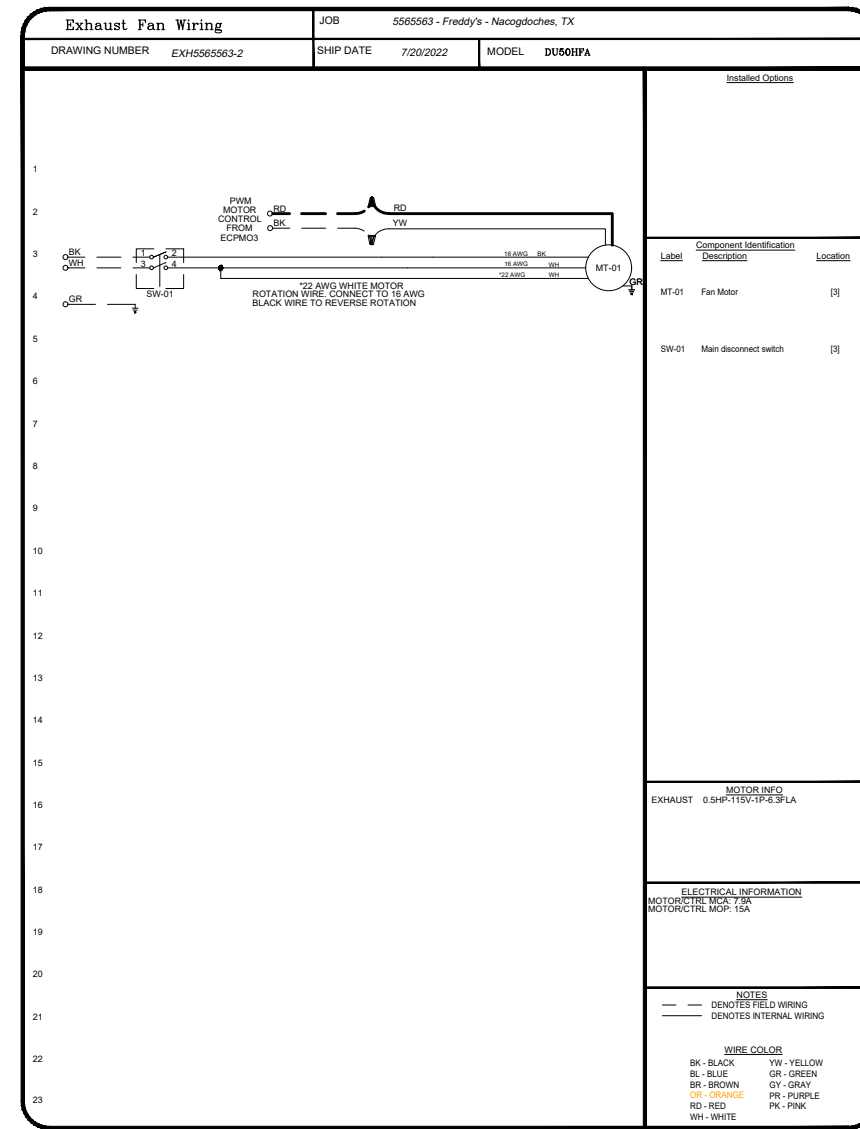 Exhaust Fan Wiring
JOB 5565563 - Freddy's - Nacogdoches, TX
DRAWING NUMBER EXH5565563-2
SHIP DATE 7/20/2022
MODEL DU50HFA
Installed Options
1
2
PWM
MOTOR
CONTROL
FROM
ECPM03
RD
BK
RD
YW
3
BK
WH
1 2
3 4
SW-01
16 AWG BK
16 AWG WH
*22 AWG WH
MT-01
GR
*22 AWG WHITE MOTOR
ROTATION WIRE. CONNECT TO 16 AWG
BLACK WIRE TO REVERSE ROTATION
4
GR
5
6
7
8
9
10
11
12
13
14
15
16
17
18
19
20
21
22
23
Component Identification
Label Description Location
MT-01 Fan Motor [3]
SW-01 Main disconnect switch [3]
MOTOR INFO
EXHAUST 0.5HP-115V-1P-6.3FLA
ELECTRICAL INFORMATION
MOTOR/CTRL MCA: 7.9A
MOTOR/CTRL MOP: 15A
NOTES
DENOTES FIELD WIRING
DENOTES INTERNAL WIRING
WIRE COLOR
BK - BLACK YW - YELLOW
BL - BLUE GR - GREEN
BR - BROWN GY - GRAY
OR - ORANGE PR - PURPLE
RD - RED PK - PINK
WH - WHITE